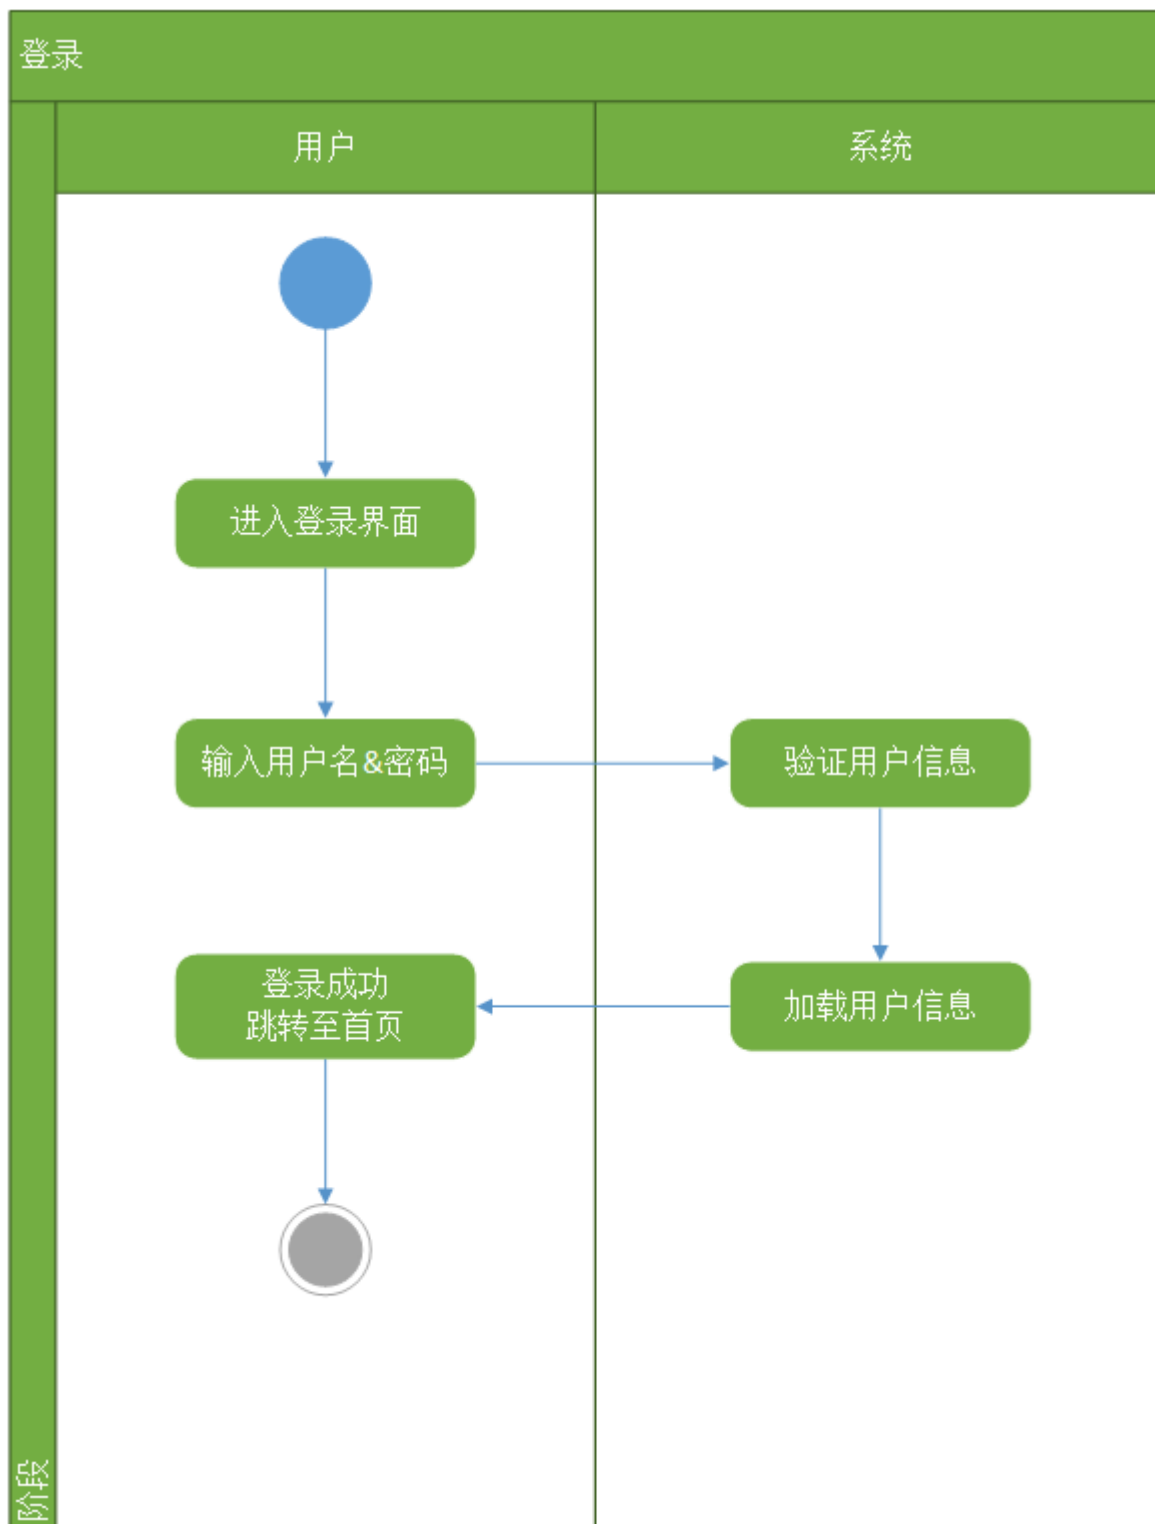 登录
用户
系统
进入登录界面
输入用户名&密码
验证用户信息
登录成功
跳转至首页
加载用户信息
阶段